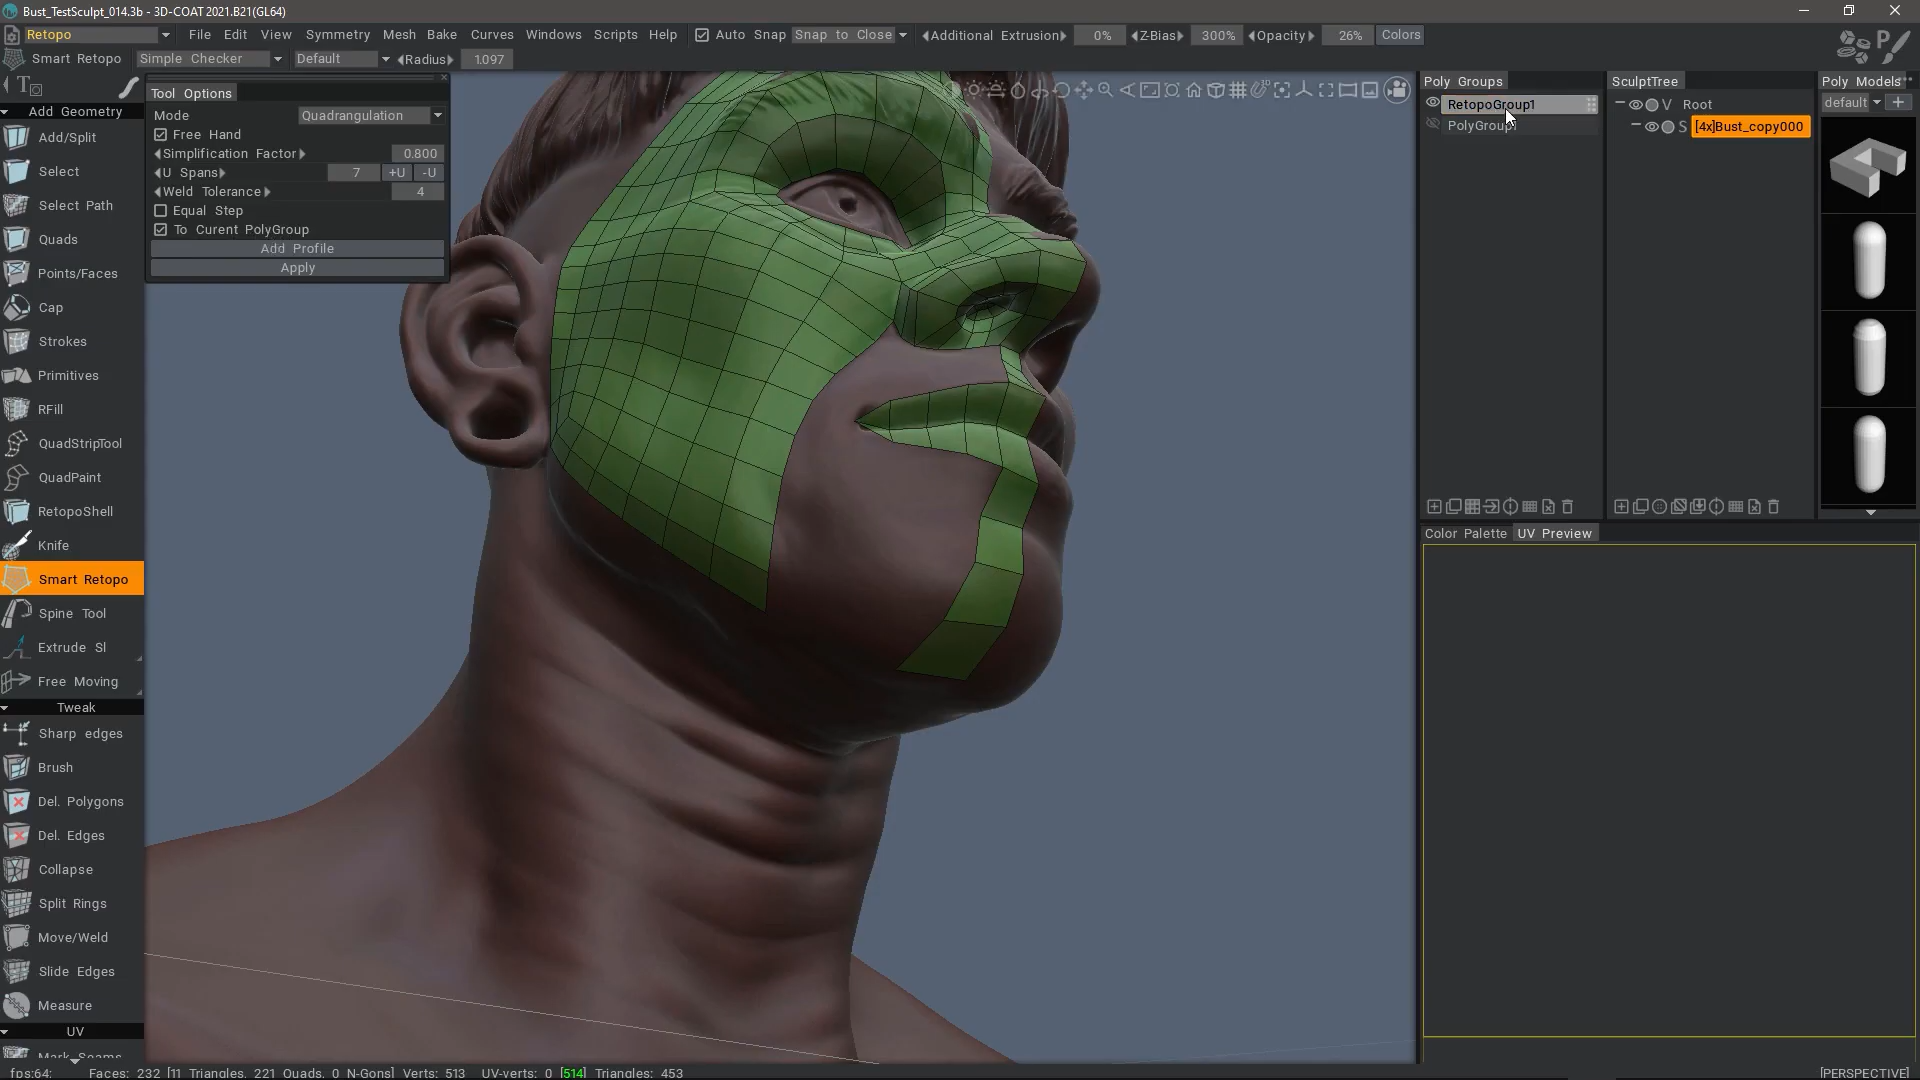 Bust_TestSculpt_014.3b - 3D-COAT 2021.B21(GL64)
Retopo File Edit View Symmetry Mesh Bake Curves Windows Scripts Help Auto Snap Snap to Close Additional Extrusion 0% Z-Bias 300% Opacity 26% Colors
Smart Retopo Simple Checker Default Radius 1.097
Add Geometry
Add/Split
Select
Select Path
Quads
Points/Faces
Cap
Strokes
Primitives
RFill
QuadStripTool
QuadPaint
RetopoShell
Knife
Smart Retopo
Spine Tool
Extrude Sl
Free Moving
Tweak
Sharp edges
Brush
Del. Polygons
Del. Edges
Collapse
Split Rings
Move/Weld
Slide Edges
Measure
UV
Mark Seams
Tool Options
Mode Quadrangulation
Free Hand
Simplification Factor 0.800
U Spans 7 +U -U
Weld Tolerance 4
Equal Step
To Curent PolyGroup
Add Profile
Apply
Poly Groups
RetopoGroup1
PolyGroup1
SculptTree
V Root
S [4x]Bust_copy000
Poly Models
default
Color Palette UV Preview
fps:64; Faces: 232 [11 Triangles, 221 Quads, 0 N-Gons] Verts: 513 UV-verts: 0 [514] Triangles: 453 [PERSPECTIVE]